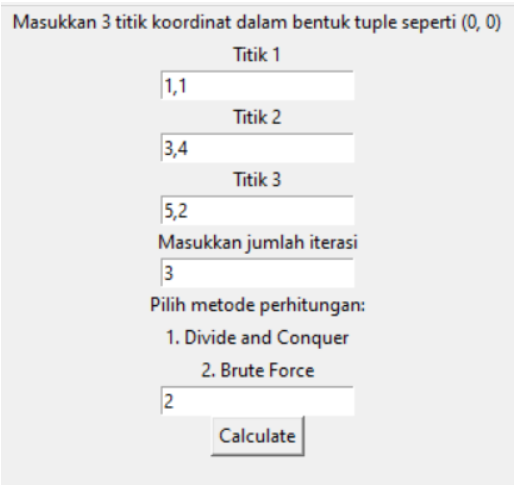 Masukkan 3 titik koordinat dalam bentuk tuple seperti (0, 0)
Titik 1
1,1
Titik 2
3,4
Titik 3
5,2
Masukkan jumlah iterasi
3
Pilih metode perhitungan:
1. Divide and Conquer
2. Brute Force
2
Calculate